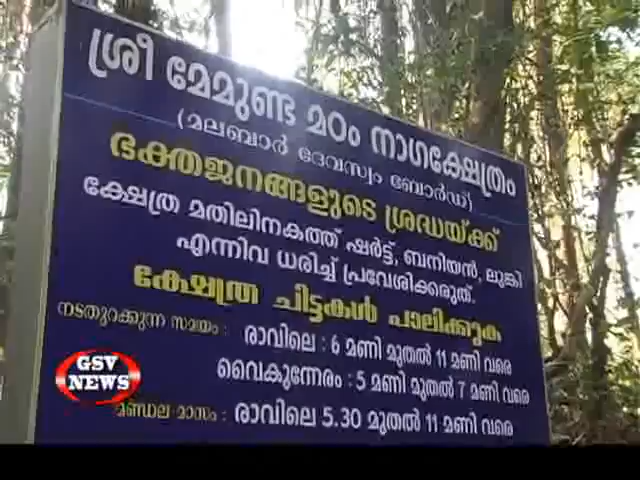 ശ്രീ മേമുണ്ട മഠം നാഗക്ഷേത്രം
(മലബാർ ദേവസ്വം ബോർഡ്)
ഭക്തജനങ്ങളുടെ ശ്രദ്ധയ്ക്ക്
ക്ഷേത്ര മതിലിനകത്ത് ഷർട്ട്, ബനിയൻ, ലുങ്കി
എന്നിവ ധരിച്ച് പ്രവേശിക്കരുത്.
ക്ഷേത്ര ചിട്ടകൾ പാലിക്കുക
നടതുറക്കുന്ന സമയം : രാവിലെ : 6 മണി മുതൽ 11 മണി വരെ
വൈകുന്നേരം : 5 മണി മുതൽ 7 മണി വരെ
മണ്ഡല മാസം : രാവിലെ 5.30 മുതൽ 11 മണി വരെ
GSV
NEWS